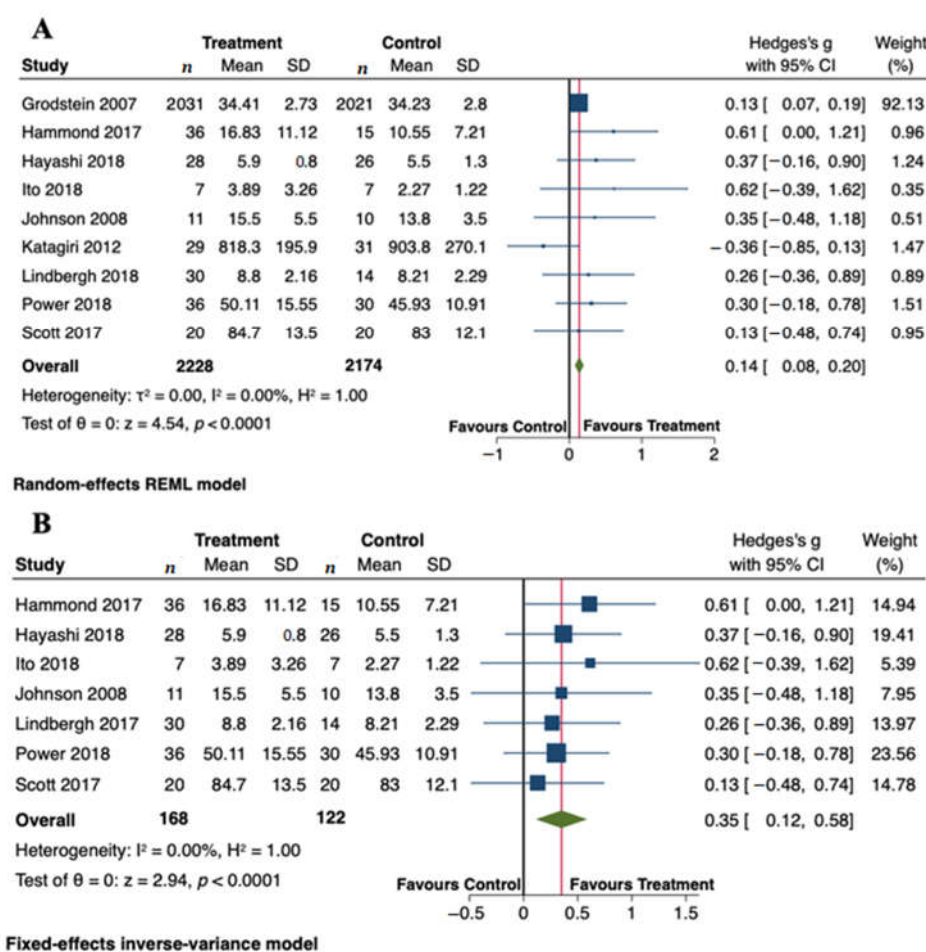 A
Treatment Control Hedges's g Weight
Study n Mean SD n Mean SD with 95% CI (%)
Grodstein 2007 2031 34.41 2.73 2021 34.23 2.8 0.13 [ 0.07, 0.19] 92.13
Hammond 2017 36 16.83 11.12 15 10.55 7.21 0.61 [ 0.00, 1.21] 0.96
Hayashi 2018 28 5.9 0.8 26 5.5 1.3 0.37 [−0.16, 0.90] 1.24
Ito 2018 7 3.89 3.26 7 2.27 1.22 0.62 [−0.39, 1.62] 0.35
Johnson 2008 11 15.5 5.5 10 13.8 3.5 0.35 [−0.48, 1.18] 0.51
Katagiri 2012 29 818.3 195.9 31 903.8 270.1 −0.36 [−0.85, 0.13] 1.47
Lindbergh 2018 30 8.8 2.16 14 8.21 2.29 0.26 [−0.36, 0.89] 0.89
Power 2018 36 50.11 15.55 30 45.93 10.91 0.30 [−0.18, 0.78] 1.51
Scott 2017 20 84.7 13.5 20 83 12.1 0.13 [−0.48, 0.74] 0.95
Overall 2228 2174 0.14 [ 0.08, 0.20]
Heterogeneity: τ² = 0.00, I² = 0.00%, H² = 1.00
Test of θ = 0: z = 4.54, p < 0.0001
Favours Control Favours Treatment
−1 0 1 2
Random-effects REML model
B
Treatment Control Hedges's g Weight
Study n Mean SD n Mean SD with 95% CI (%)
Hammond 2017 36 16.83 11.12 15 10.55 7.21 0.61 [ 0.00, 1.21] 14.94
Hayashi 2018 28 5.9 0.8 26 5.5 1.3 0.37 [−0.16, 0.90] 19.41
Ito 2018 7 3.89 3.26 7 2.27 1.22 0.62 [−0.39, 1.62] 5.39
Johnson 2008 11 15.5 5.5 10 13.8 3.5 0.35 [−0.48, 1.18] 7.95
Lindbergh 2017 30 8.8 2.16 14 8.21 2.29 0.26 [−0.36, 0.89] 13.97
Power 2018 36 50.11 15.55 30 45.93 10.91 0.30 [−0.18, 0.78] 23.56
Scott 2017 20 84.7 13.5 20 83 12.1 0.13 [−0.48, 0.74] 14.78
Overall 168 122 0.35 [ 0.12, 0.58]
Heterogeneity: I² = 0.00%, H² = 1.00
Test of θ = 0: z = 2.94, p < 0.0001
Favours Control Favours Treatment
−0.5 0 0.5 1 1.5
Fixed-effects inverse-variance model